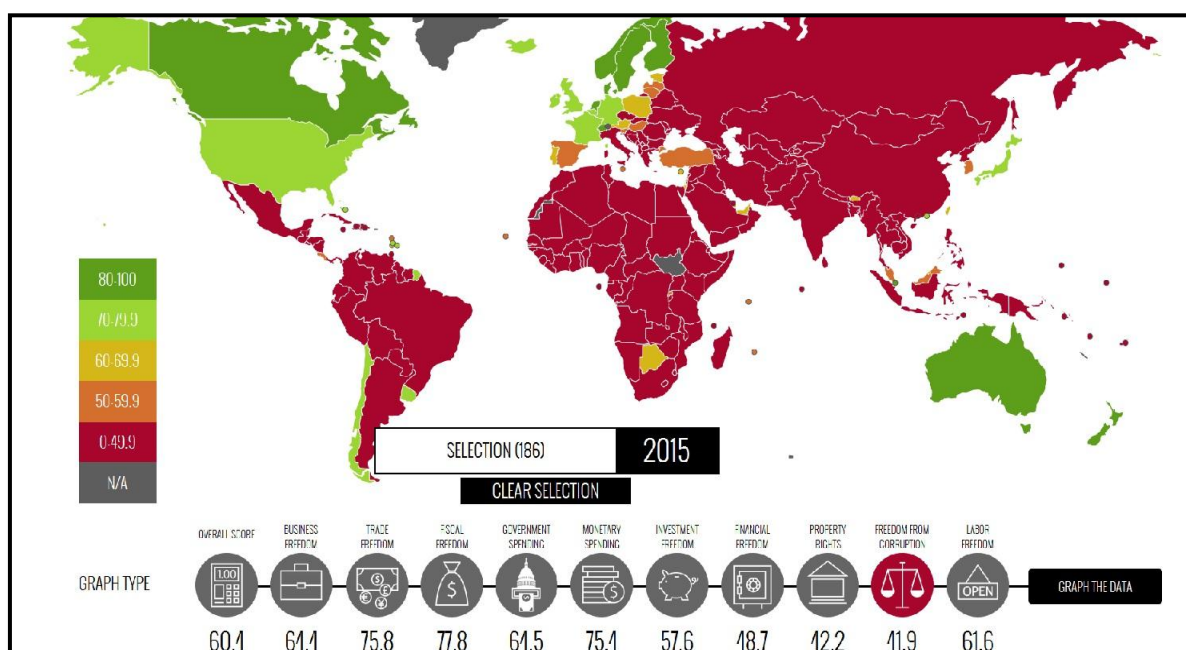 80-100
70-79.9
60-69.9
50-59.9
0-49.9
N/A
SELECTION (186)
2015
CLEAR SELECTION
OVERALL SCORE
BUSINESS
FREEDOM
TRADE
FREEDOM
FISCAL
FREEDOM
GOVERNMENT
SPENDING
MONETARY
SPENDING
INVESTMENT
FREEDOM
FINANCIAL
FREEDOM
PROPERTY
RIGHTS
FREEDOM FROM
CORRUPTION
LABOR
FREEDOM
GRAPH TYPE
1.00
OPEN
GRAPH THE DATA
60.4
64.4
75.8
77.8
64.5
75.4
57.6
48.7
42.2
41.9
61.6